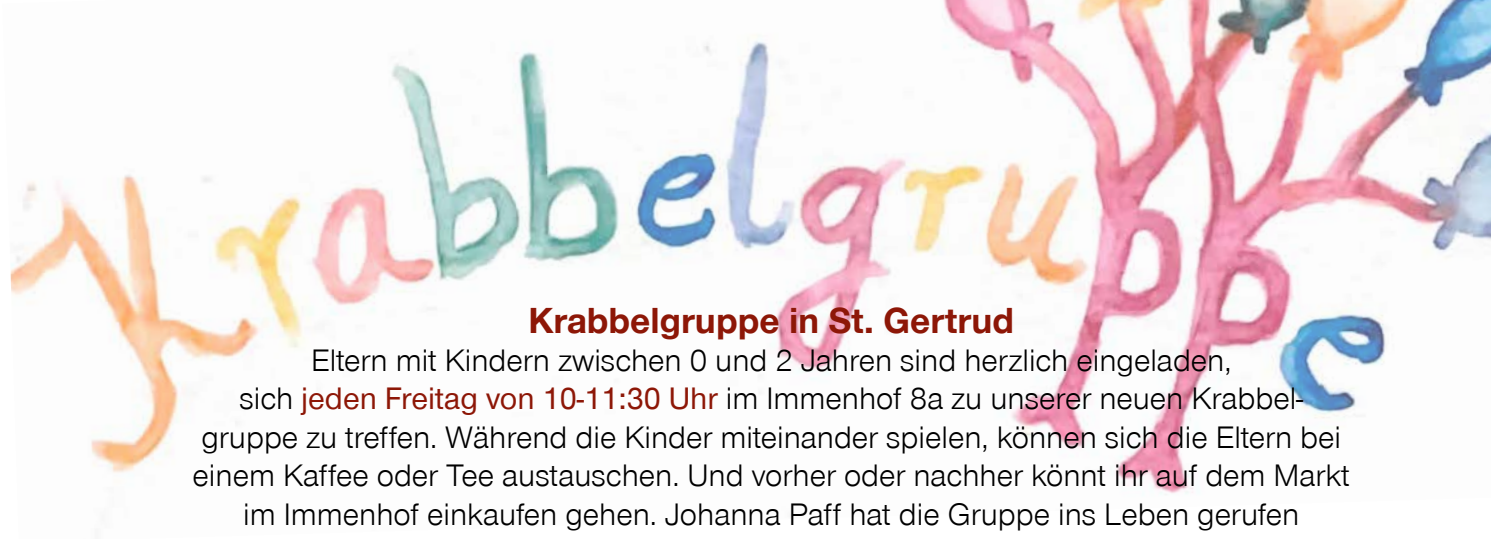 Krabbelgruppe
Krabbelgruppe in St. Gertrud
Eltern mit Kindern zwischen 0 und 2 Jahren sind herzlich eingeladen,
sich jeden Freitag von 10-11:30 Uhr im Immenhof 8a zu unserer neuen Krabbel-
gruppe zu treffen. Während die Kinder miteinander spielen, können sich die Eltern bei
einem Kaffee oder Tee austauschen. Und vorher oder nachher könnt ihr auf dem Markt
im Immenhof einkaufen gehen. Johanna Paff hat die Gruppe ins Leben gerufen